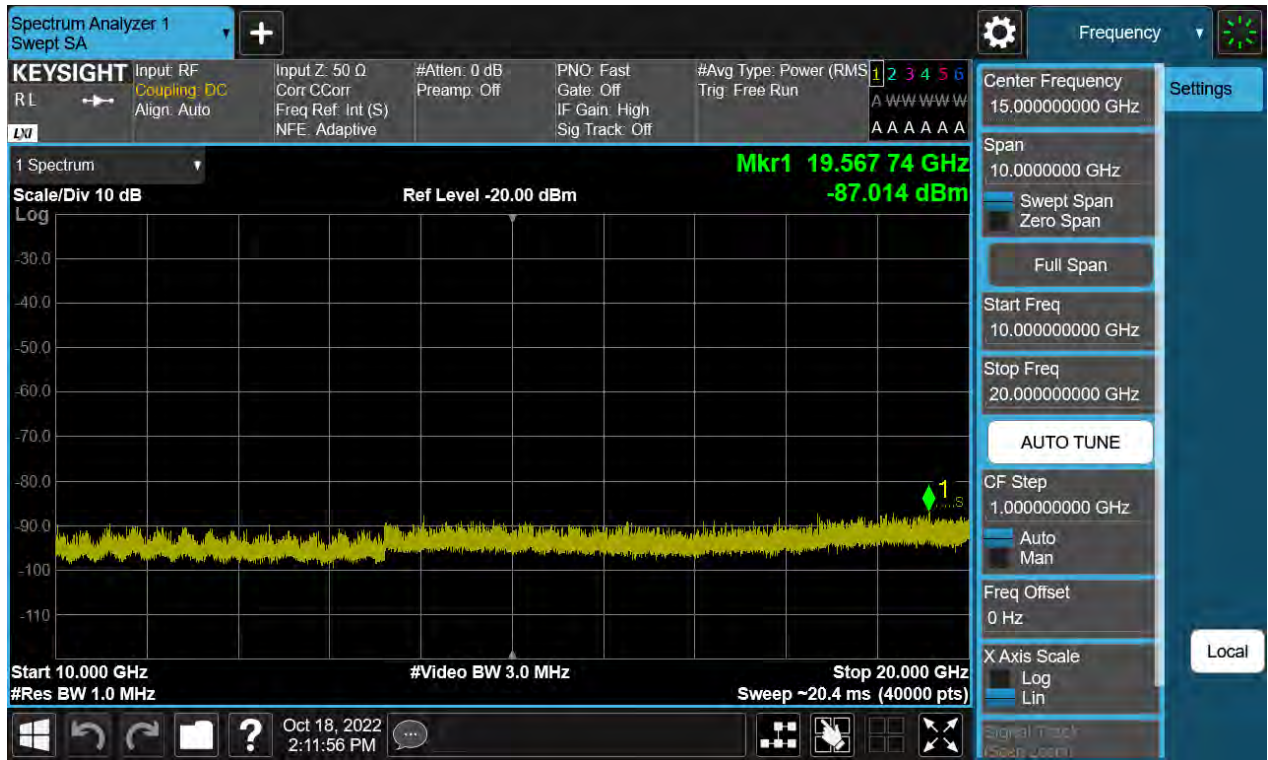 Spectrum Analyzer 1
Swept SA
+
Frequency
KEYSIGHT
RL
LXI
Input: RF
Coupling: DC
Align: Auto
Input Z: 50 Ω
Corr CCorr
Freq Ref: Int (S)
NFE: Adaptive
#Atten: 0 dB
Preamp: Off
PNO: Fast
Gate: Off
IF Gain: High
Sig Track: Off
#Avg Type: Power (RMS
Trig: Free Run
1 2 3 4 5 6
A W W W W W
A A A A A A
1 Spectrum
Scale/Div 10 dB
Ref Level -20.00 dBm
Mkr1 19.567 74 GHz
-87.014 dBm
Log
-30.0
-40.0
-50.0
-60.0
-70.0
-80.0
-90.0
-100
-110
1
S
Start 10.000 GHz
#Res BW 1.0 MHz
#Video BW 3.0 MHz
Stop 20.000 GHz
Sweep ~20.4 ms (40000 pts)
?
Oct 18, 2022
2:11:56 PM
Center Frequency
15.000000000 GHz
Span
10.0000000 GHz
Swept Span
Zero Span
Full Span
Start Freq
10.000000000 GHz
Stop Freq
20.000000000 GHz
AUTO TUNE
CF Step
1.000000000 GHz
Auto
Man
Freq Offset
0 Hz
X Axis Scale
Log
Lin
Signal Track
(Span Zoom)
Settings
Local